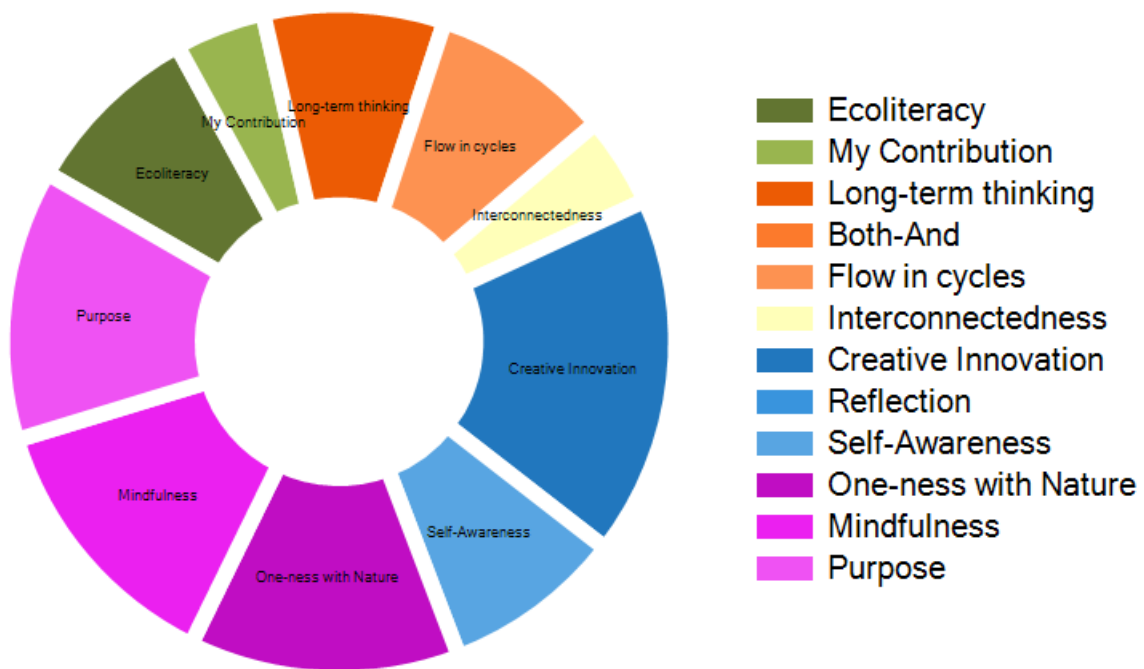 Long-term thinking
My Contribution
Flow in cycles
Ecoliteracy
Interconnectedness
Purpose
Creative Innovation
Mindfulness
Self-Awareness
One-ness with Nature
Ecoliteracy
My Contribution
Long-term thinking
Both-And
Flow in cycles
Interconnectedness
Creative Innovation
Reflection
Self-Awareness
One-ness with Nature
Mindfulness
Purpose